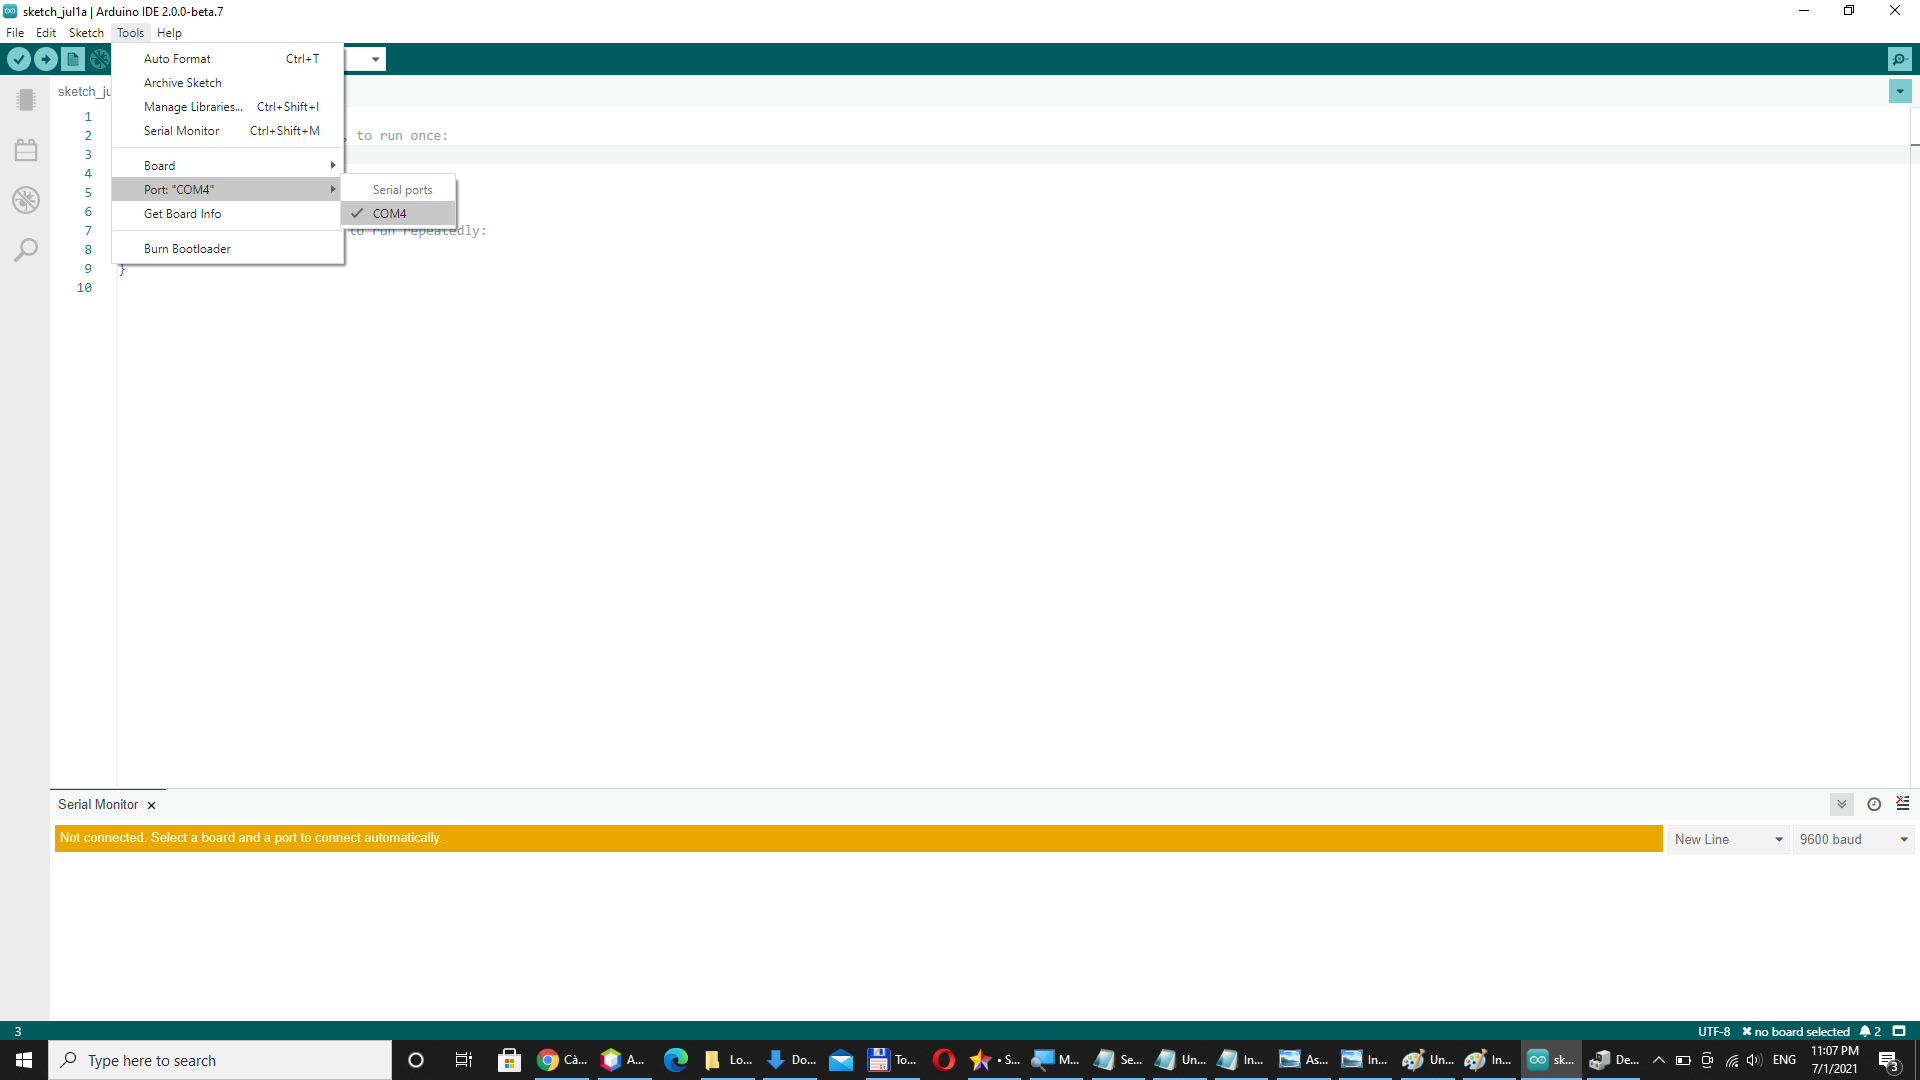 sketch_jul1a | Arduino IDE 2.0.0-beta.7
File Edit Sketch Tools Help
Auto Format Ctrl+T
Archive Sketch
Manage Libraries... Ctrl+Shift+I
Serial Monitor Ctrl+Shift+M
Board
Port: "COM4"
Get Board Info
Burn Bootloader
Serial ports
COM4
sketch_ju
1
2 , to run once:
3
4
5
6
7 to run repeatedly:
8
9 }
10
Serial Monitor
Not connected. Select a board and a port to connect automatically.
New Line 9600 baud
3 UTF-8 no board selected 2
Type here to search Cà... A... Lo... Do... To... • S... M... Se... Un... In... As... In... Un... In... sk... De... ENG 11:07 PM
7/1/2021 3